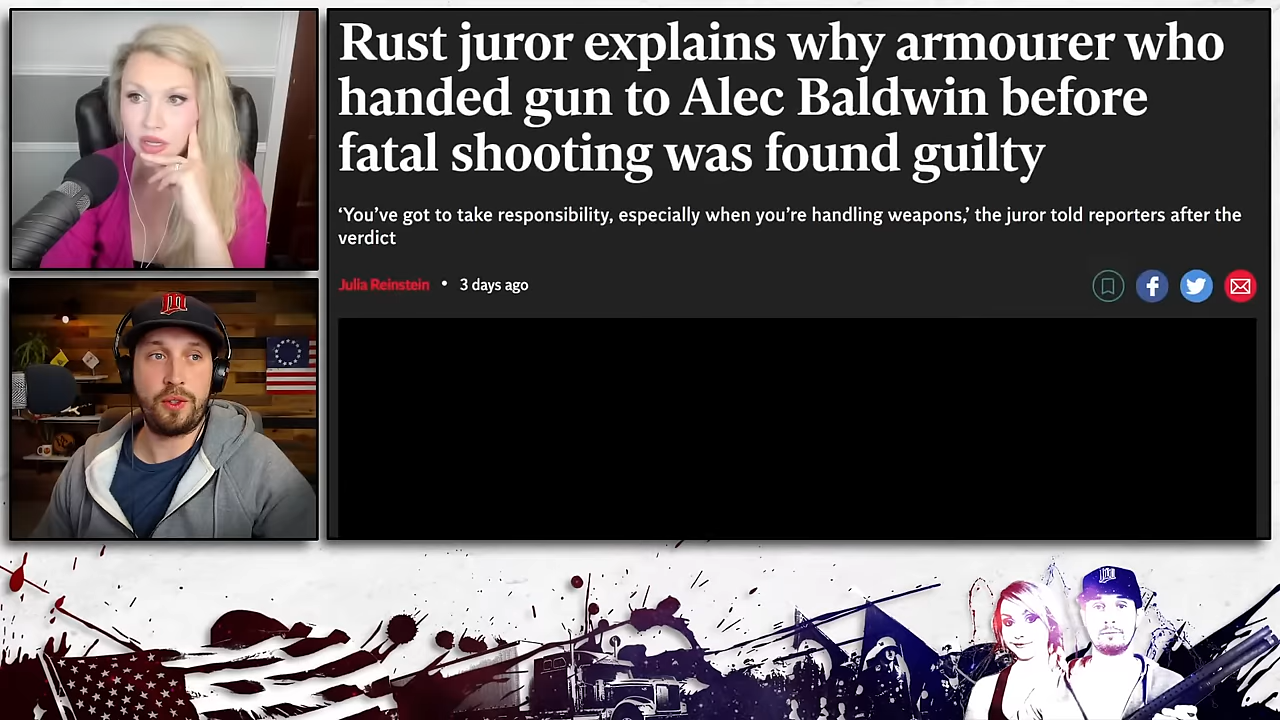 Rust juror explains why armourer who
handed gun to Alec Baldwin before
fatal shooting was found guilty
‘You’ve got to take responsibility, especially when you’re handling weapons,’ the juror told reporters after the
verdict
Julia Reinstein • 3 days ago